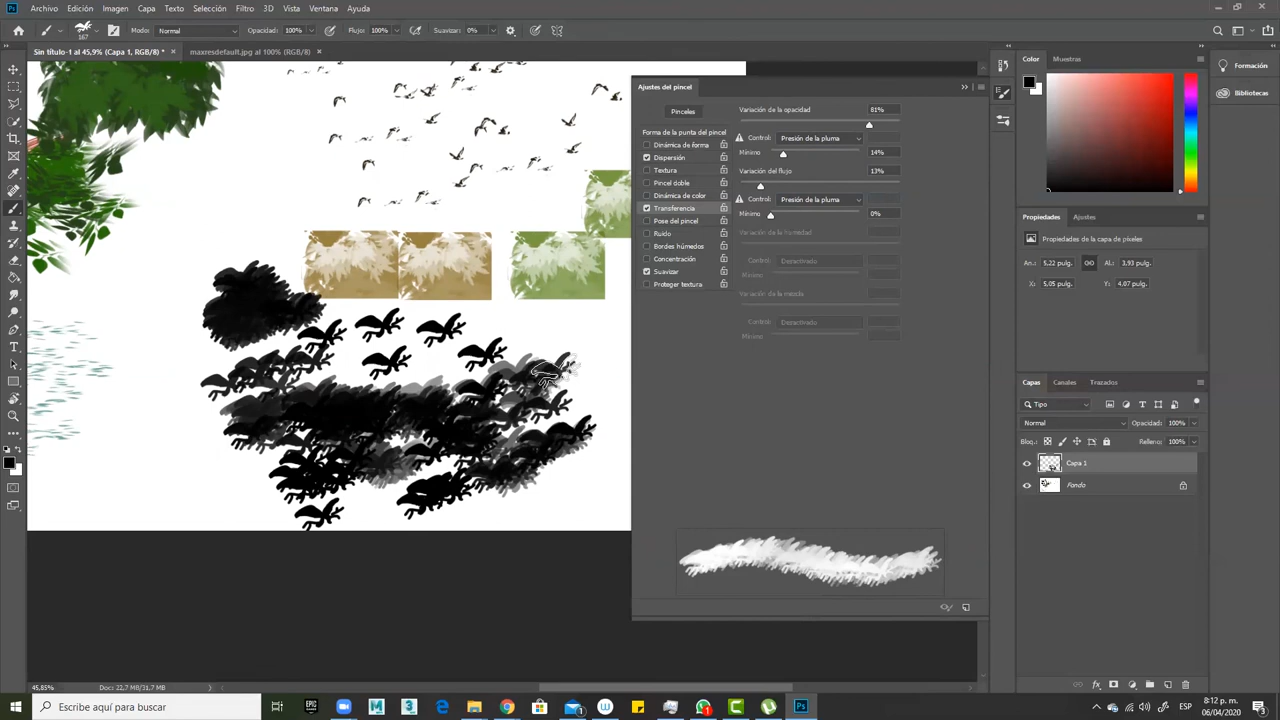 Archivo Edición Imagen Capa Texto Selección Filtro 3D Vista Ventana Ayuda
167 Modo: Normal Opacidad: 100% Flujo: 100% Suavizar: 0%
Sin título-1 al 45,9% (Capa 1, RGB/8) * × maxresdefault.jpg al 100% (RGB/8) ×
Ajustes del pincel
Pinceles
Forma de la punta del pincel
Dinámica de forma
Dispersión
Textura
Pincel doble
Dinámica de color
Transferencia
Pose del pincel
Ruido
Bordes húmedos
Concentración
Suavizar
Proteger textura
Variación de la opacidad 81%
Control: Presión de la pluma
Mínimo 14%
Variación del flujo 13%
Control: Presión de la pluma
Mínimo 0%
Variación de la humedad
Control: Desactivado
Mínimo
Variación de la mezcla
Control: Desactivado
Mínimo
Color Muestras
Formación
Bibliotecas
Propiedades Ajustes
Propiedades de la capa de píxeles
An.: 5,22 pulg. Al.: 3,93 pulg.
X: 5,05 pulg. Y: 4,07 pulg.
Capas Canales Trazados
Tipo
Normal Opacidad: 100%
Bloq.: Relleno: 100%
Capa 1
Fondo
45,85% Doc: 22,7 MB/31,7 MB
Escribe aquí para buscar
ESP 8:12 p. m.
06/04/2020